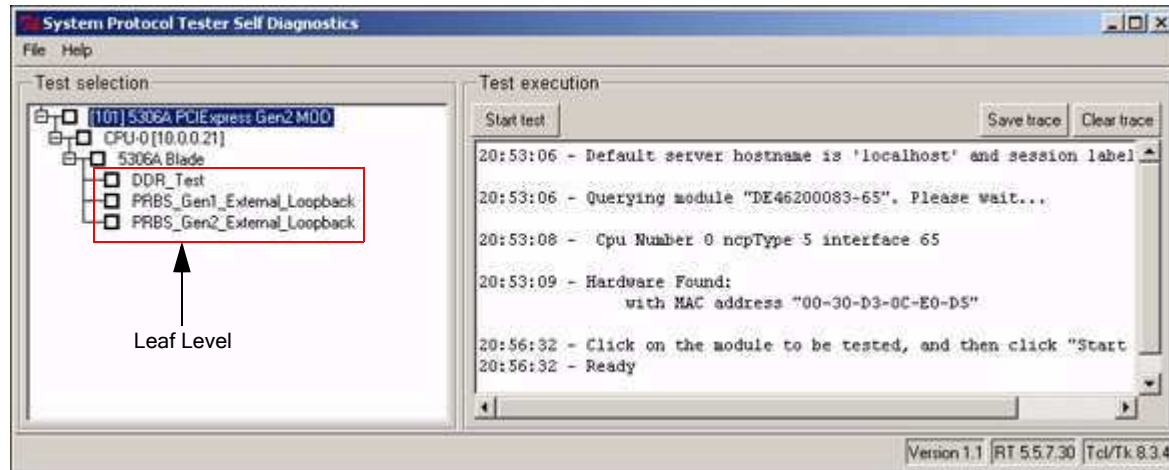 System Protocol Tester Self Diagnostics
File Help
Test selection
[101] 5306A PCIExpress Gen2 MOD
CPU-0 [10.0.0.21]
5306A Blade
DDR_Test
PRBS_Gen1_External_Loopback
PRBS_Gen2_External_Loopback
Leaf Level
Test execution
Start test
Save trace
Clear trace
20:53:06 - Default server hostname is 'localhost' and session label
20:53:06 - Querying module "DE46200083-65". Please wait...
20:53:08 - Cpu Number 0 ncpType 5 interface 65
20:53:09 - Hardware Found:
with MAC address "00-30-D3-0C-E0-D5"
20:56:32 - Click on the module to be tested, and then click "Start
20:56:32 - Ready
Version 1.1 RT 5.5.7.30 Tcl/Tk 8.3.4